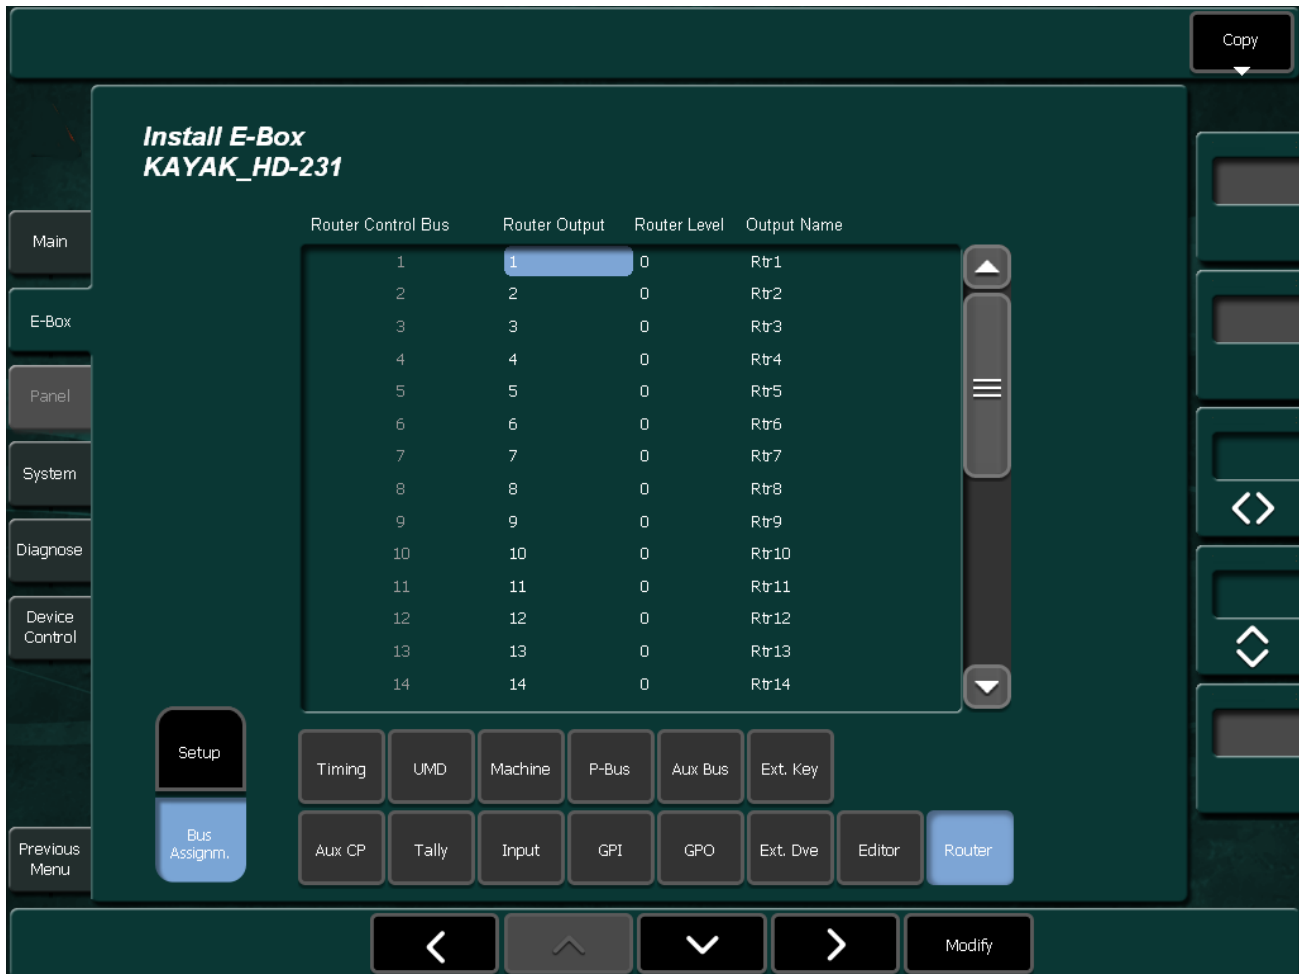 Copy
Install E-Box
KAYAK_HD-231
Main
E-Box
Panel
System
Diagnose
Device
Control
Previous
Menu
Router Control Bus Router Output Router Level Output Name
1 1 0 Rtr1
2 2 0 Rtr2
3 3 0 Rtr3
4 4 0 Rtr4
5 5 0 Rtr5
6 6 0 Rtr6
7 7 0 Rtr7
8 8 0 Rtr8
9 9 0 Rtr9
10 10 0 Rtr10
11 11 0 Rtr11
12 12 0 Rtr12
13 13 0 Rtr13
14 14 0 Rtr14
Setup
Bus
Assignm.
Timing UMD Machine P-Bus Aux Bus Ext. Key
Aux CP Tally Input GPI GPO Ext. Dve Editor Router
Modify